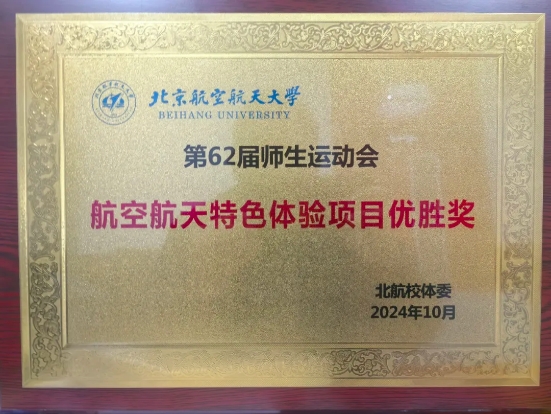 北京航空航天大学
BEIHANG UNIVERSITY
第62届师生运动会
航空航天特色体验项目优胜奖
北航校体委
2024年10月